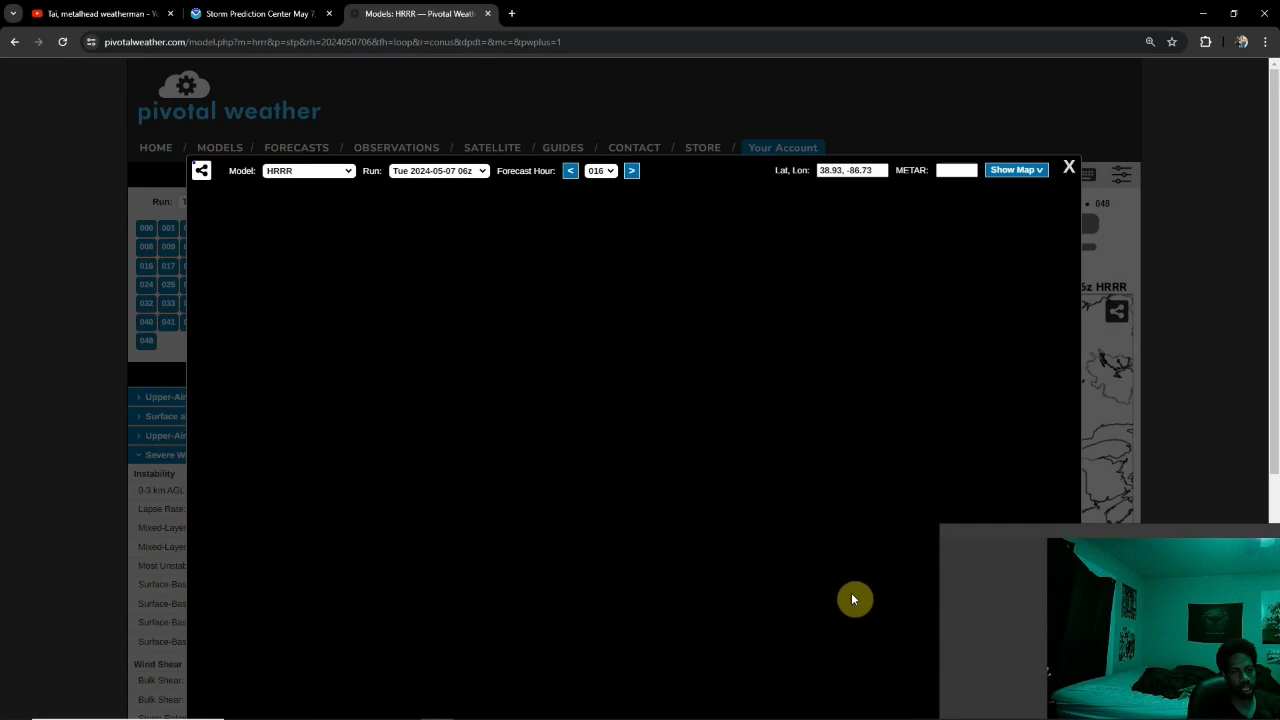 Tai, metalhead weatherman - Yo
Storm Prediction Center May 7,
Models: HRRR — Pivotal Weath
pivotalweather.com/model.php?m=hrrr&p=stp&rh=2024050706&fh=loop&r=conus&dpdt=&mc=&pwplus=1
pivotal weather
HOME / MODELS / FORECASTS / OBSERVATIONS / SATELLITE / GUIDES / CONTACT / STORE / Your Account
Model: HRRR Run: Tue 2024-05-07 06z Forecast Hour: < 016 > Lat, Lon: 38.93, -86.73 METAR: Show Map X
Run:
048
000 001
008 009
016 017
024 025
6z HRRR
032 033
040 041
048
Upper-Air
Surface a
Upper-Air
Severe We
Instability
0-3 km AGL
Lapse Rate:
Mixed-Layer
Mixed-Layer
Most Unstab
Surface-Bas
Surface-Bas
Surface-Bas
Surface-Bas
Wind Shear
Bulk Shear:
Bulk Shear: